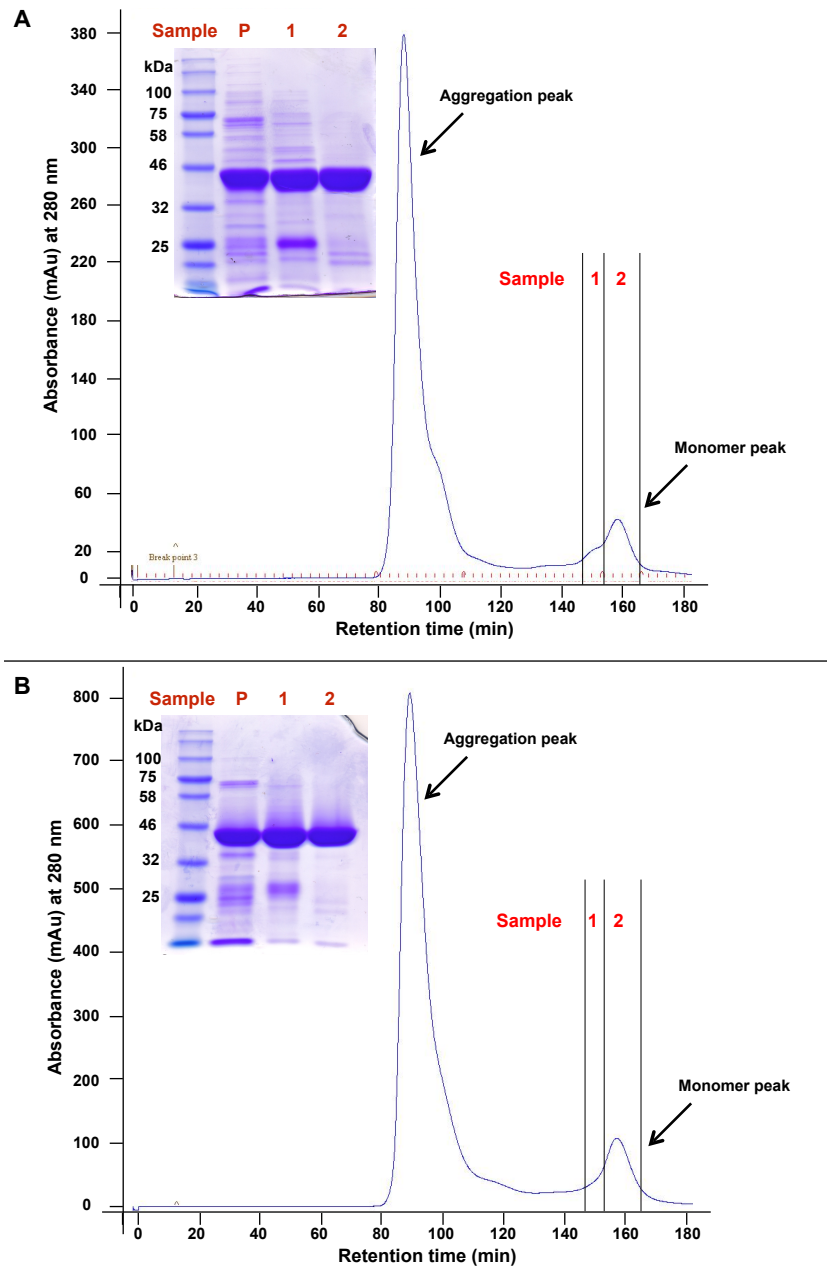 A
Sample P 1 2
kDa
100
75
58
46
32
25
380
340
300
260
220
180
140
100
60
20
0
Absorbance (mAu) at 280 nm
Aggregation peak
Sample 1 2
Monomer peak
Break point 3
0 20 40 60 80 100 120 140 160 180
Retention time (min)
B
Sample P 1 2
kDa
100
75
58
46
32
25
800
700
600
500
400
300
200
100
0
Absorbance (mAu) at 280 nm
Aggregation peak
Sample 1 2
Monomer peak
0 20 40 60 80 100 120 140 160 180
Retention time (min)